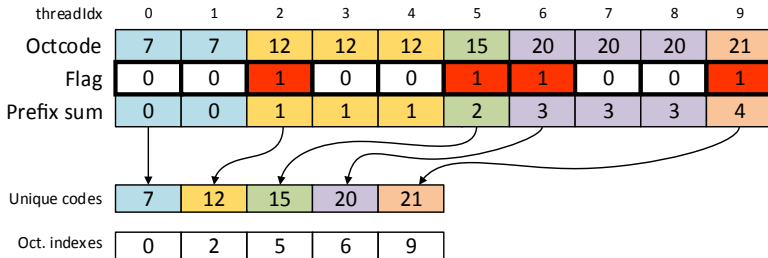 threadIdx 0 1 2 3 4 5 6 7 8 9
Octcode 7 7 12 12 12 15 20 20 20 21
Flag 0 0 1 0 0 1 1 0 0 1
Prefix sum 0 0 1 1 1 2 3 3 3 4
Unique codes 7 12 15 20 21
Oct. indexes 0 2 5 6 9